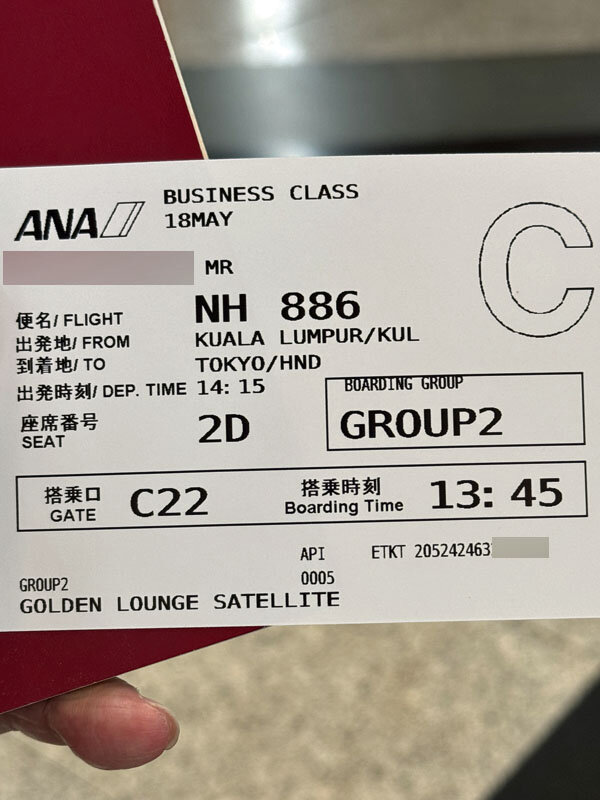 ANA
BUSINESS CLASS
18MAY
C
MR
便名/ FLIGHT NH 886
出発地/ FROM KUALA LUMPUR/KUL
到着地/ TO TOKYO/HND
出発時刻/ DEP. TIME 14: 15
座席番号
SEAT 2D
BOARDING GROUP
GROUP2
搭乗口
GATE C22
搭乗時刻
Boarding Time 13: 45
API ETKT 205242463
0005
GROUP2
GOLDEN LOUNGE SATELLITE